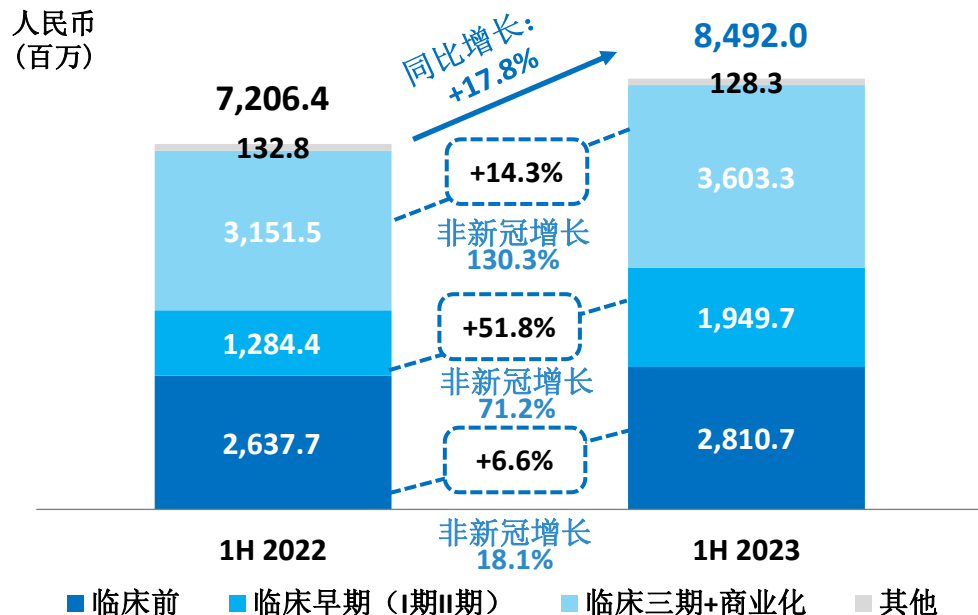 人民币
(百万)
同比增长:
+17.8%
7,206.4
132.8
3,151.5
1,284.4
2,637.7
+14.3%
非新冠增长
130.3%
+51.8%
非新冠增长
71.2%
+6.6%
非新冠增长
18.1%
8,492.0
128.3
3,603.3
1,949.7
2,810.7
1H 2022
1H 2023
临床前
临床早期（I期II期）
临床三期+商业化
其他